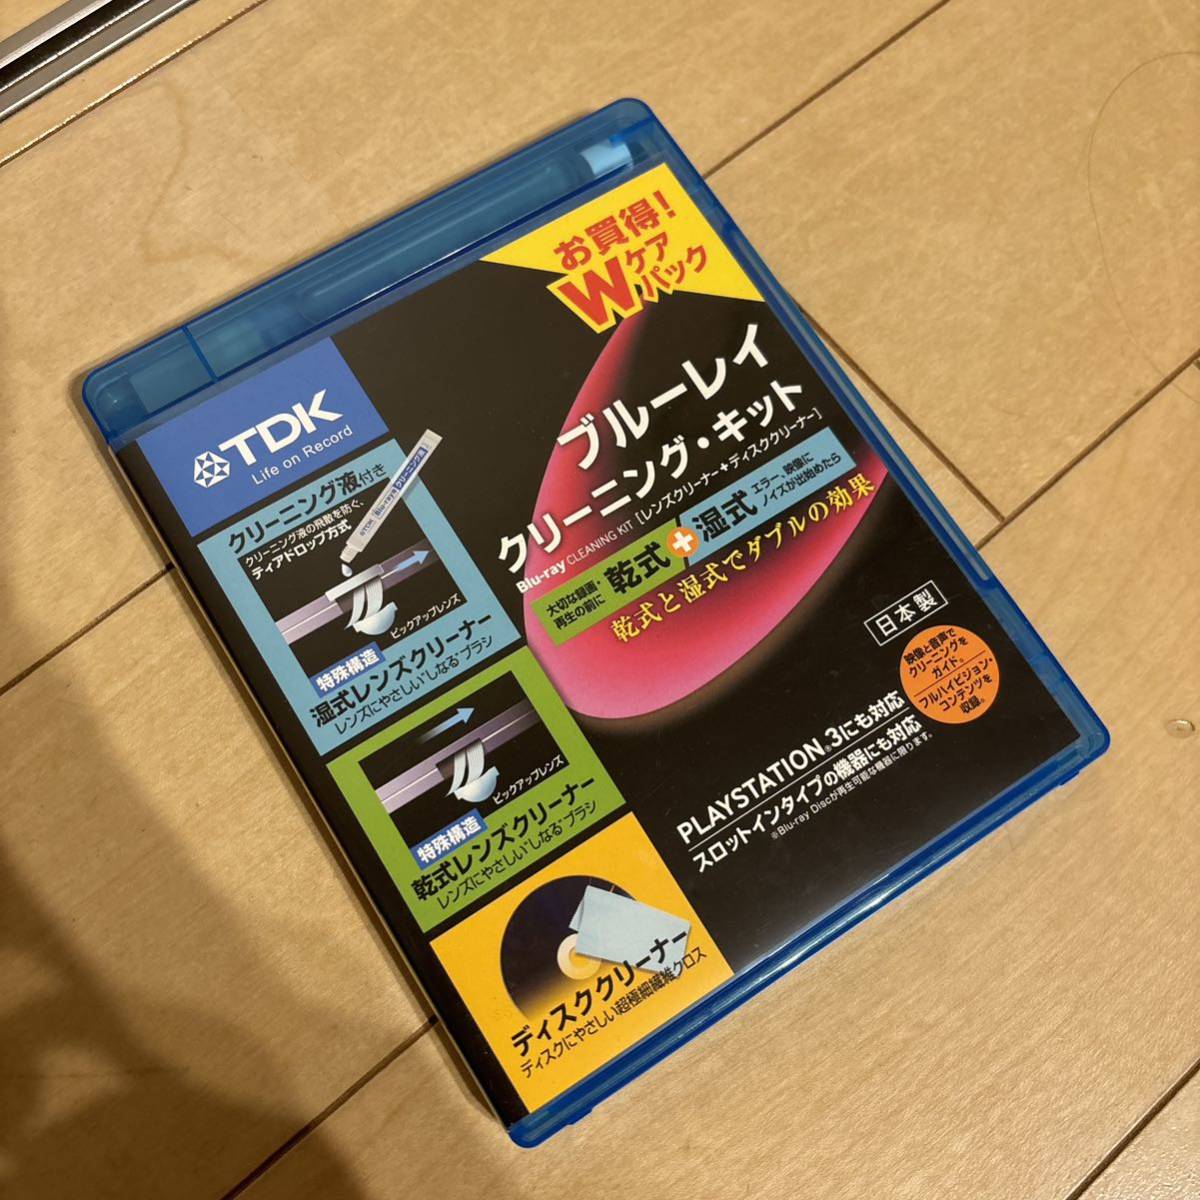 お買得!
Wケア
パック
TDK
Life on Record
ブルーレイ
クリーニング・キット
Blu-ray CLEANING KIT [レンズクリーナー+ディスククリーナー]
大切な録画・
再生の前に
乾式
+
湿式
エラー、映像に
ノイズが出始めたら
乾式と湿式でダブルの効果
日本製
映像と音声で
クリーニングを
ガイド。
フルハイビジョン・
コンテンツを
収録。
PLAYSTATION®3にも対応
スロットインタイプの機器にも対応
※Blu-ray Discが再生可能な機器に限ります。
クリーニング液付き
クリーニング液の飛散を防ぐ、
ティアドロップ方式
TDK Blu-ray用クリーニング液
ピックアップレンズ
特殊構造
湿式レンズクリーナー
レンズにやさしい"しなる"ブラシ
ピックアップレンズ
特殊構造
乾式レンズクリーナー
レンズにやさしい"しなる"ブラシ
ディスククリーナー
ディスクにやさしい超極細繊維クロス